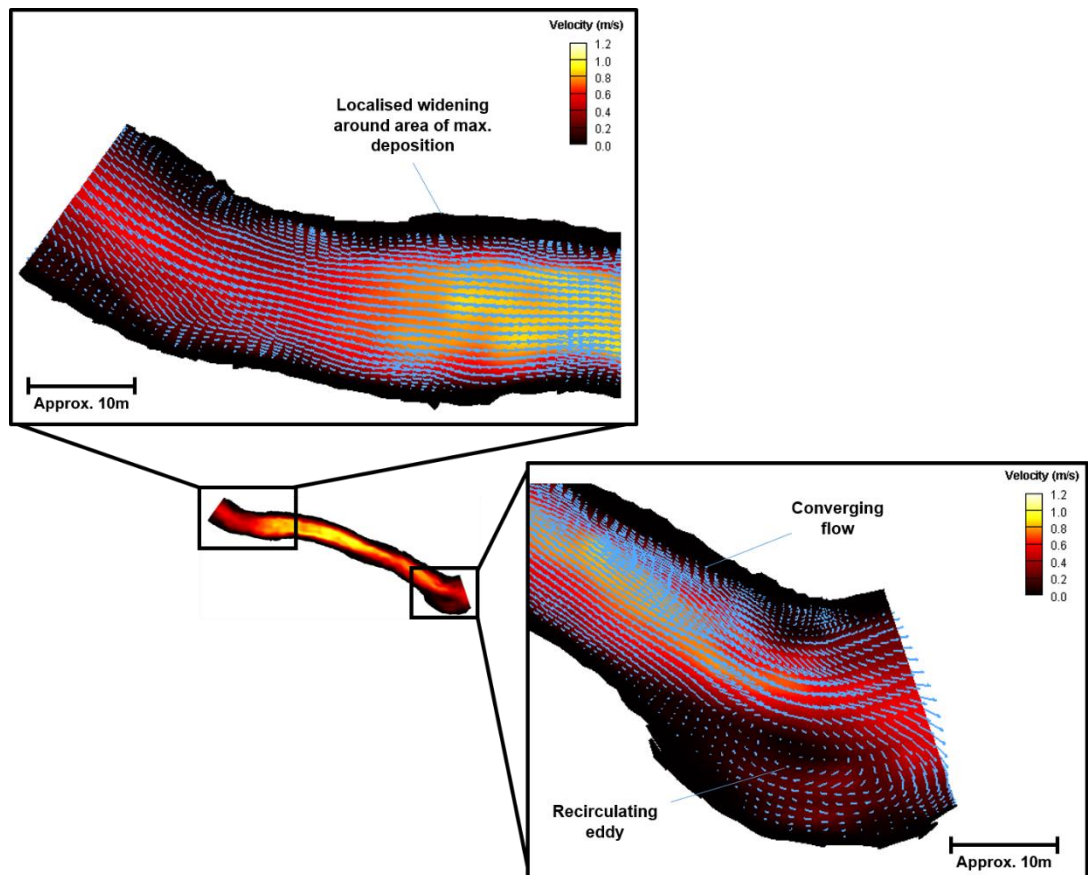 Velocity (m/s)
1.2
1.0
0.8
0.6
0.4
0.2
0.0
Localised widening
around area of max.
deposition
Approx. 10m
Velocity (m/s)
1.2
1.0
0.8
0.6
0.4
0.2
0.0
Converging
flow
Recirculating
eddy
Approx. 10m